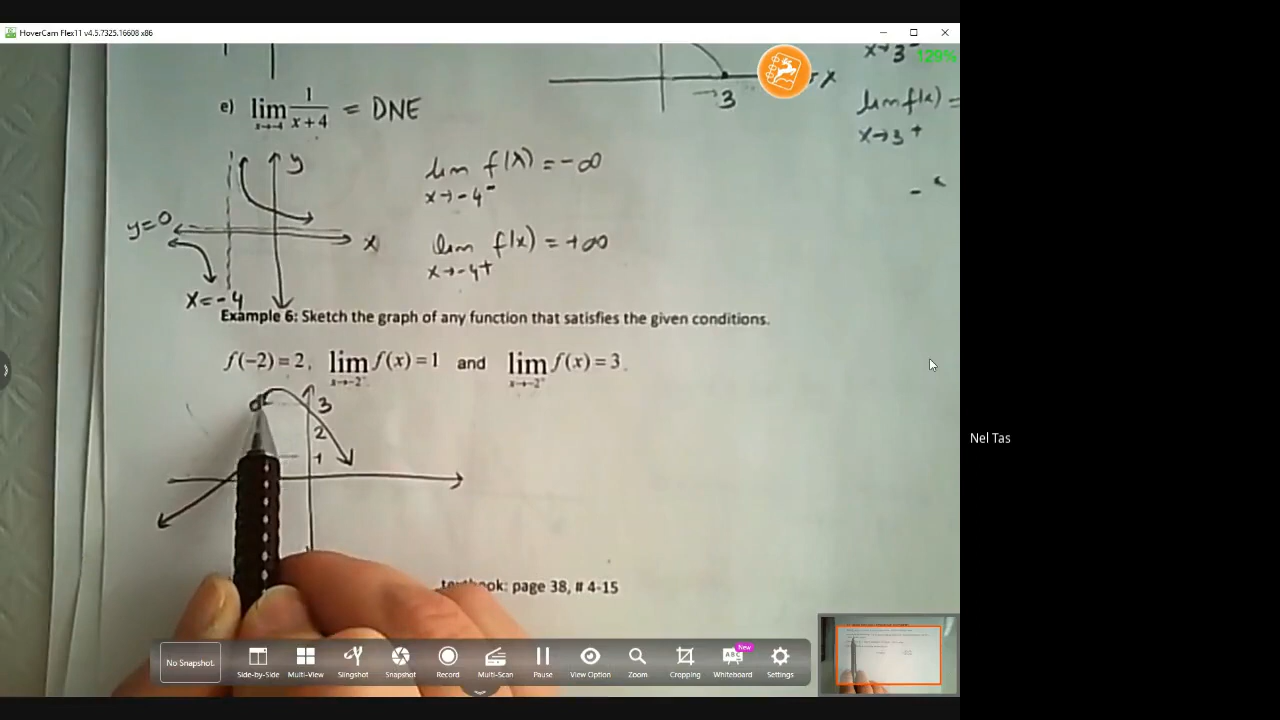 HoverCam Flex11 v4.5.7325.16608 x86
129%
3 x
x→3⁻
lim f(x) =
x→3⁺
e) lim 1/(x+4) = DNE
x→-4
y
lim f(x) = -∞
x→-4⁻
y=0
x
lim f(x) = +∞
x→-4⁺
x=-4
Example 6: Sketch the graph of any function that satisfies the given conditions.
f(−2) = 2, lim f(x) = 1 and lim f(x) = 3.
x→-2⁻ x→-2⁺
3
2
1
textbook: page 38, # 4-15
Nel Tas
No Snapshot.
Side-by-Side Multi-View Slingshot Snapshot Record Multi-Scan Pause View Option Zoom Cropping Whiteboard Settings
ABC
New